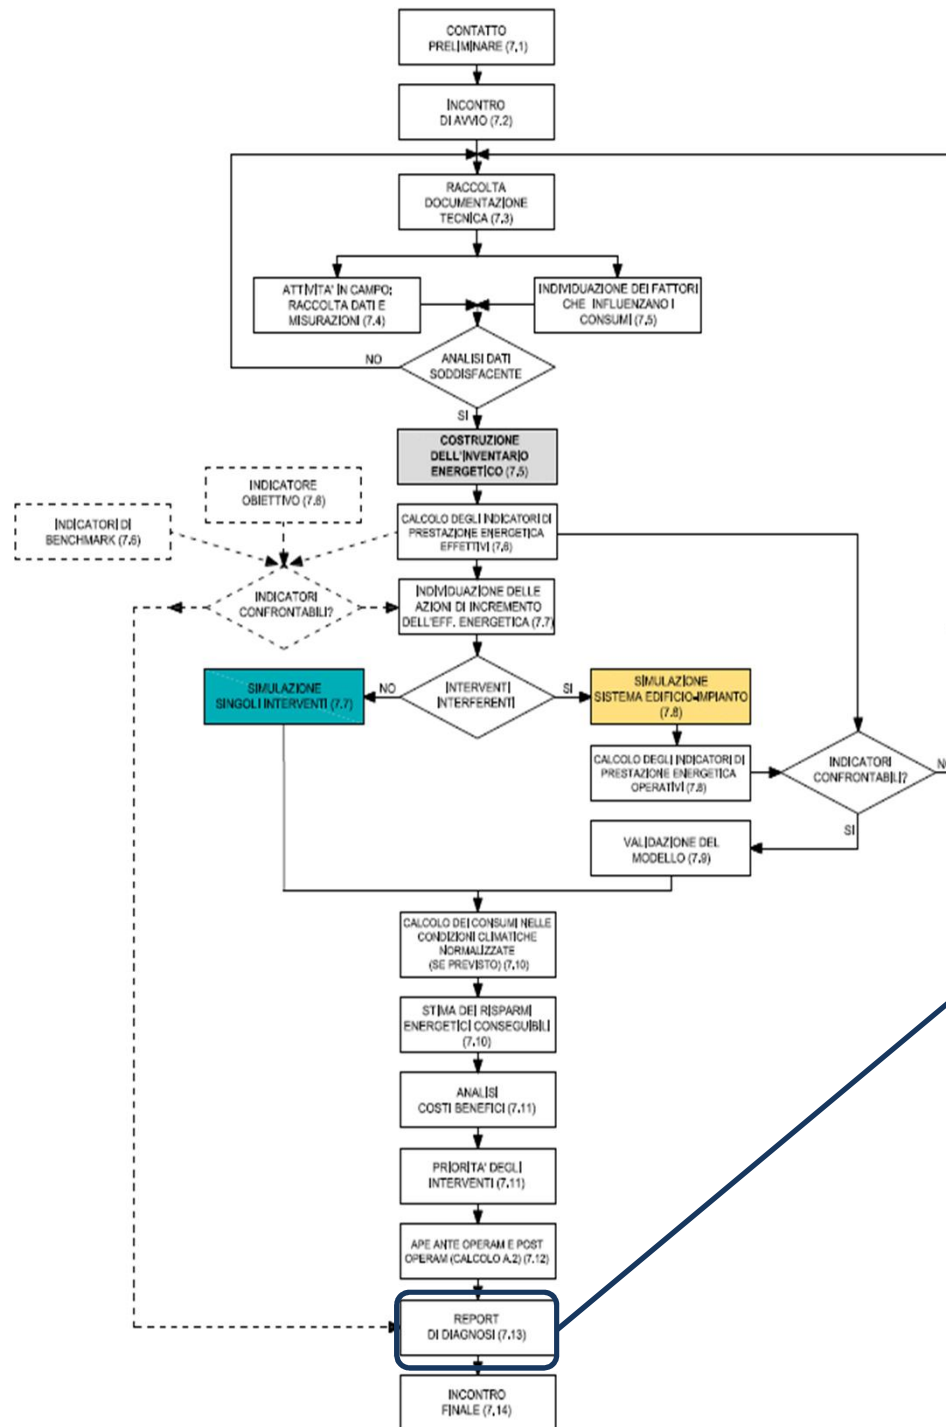 CONTATTO
PRELIMINARE (7.1)
INCONTRO
DI AVVIO (7.2)
RACCOLTA
DOCUMENTAZIONE
TECNICA (7.3)
ATTIVITA' IN CAMPO:
RACCOLTA DATI E
MISURAZIONI (7.4)
INDIVIDUAZIONE DEI FATTORI
CHE INFLUENZANO I
CONSUMI (7.5)
NO
ANALISI DATI
SODDISFACENTE
SI
COSTRUZIONE
DELL'INVENTARIO
ENERGETICO (7.5)
INDICATORE
OBIETTIVO (7.6)
INDICATORI DI
BENCHMARK (7.6)
CALCOLO DEGLI INDICATORI DI
PRESTAZIONE ENERGETICA
EFFETTIVI (7.6)
INDICATORI
CONFRONTABILI?
INDIVIDUAZIONE DELLE
AZIONI DI INCREMENTO
DELL'EFF. ENERGETICA (7.7)
SIMULAZIONE
SINGOLI INTERVENTI (7.7)
NO
INTERVENTI
INTERFERENTI
SI
SIMULAZIONE
SISTEMA EDIFICIO-IMPIANTO
(7.8)
CALCOLO DEGLI INDICATORI DI
PRESTAZIONE ENERGETICA
OPERATIVI (7.8)
INDICATORI
CONFRONTABILI?
NO
SI
VALIDAZIONE DEL
MODELLO (7.9)
CALCOLO DEI CONSUMI NELLE
CONDIZIONI CLIMATICHE
NORMALIZZATE
(SE PREVISTO) (7.10)
STIMA DEI RISPARMI
ENERGETICI CONSEGUIBILI
(7.10)
ANALISI
COSTI BENEFICI (7.11)
PRIORITA' DEGLI
INTERVENTI (7.11)
APE ANTE OPERAM E POST
OPERAM (CALCOLO A.2) (7.12)
REPORT
DI DIAGNOSI (7.13)
INCONTRO
FINALE (7.14)